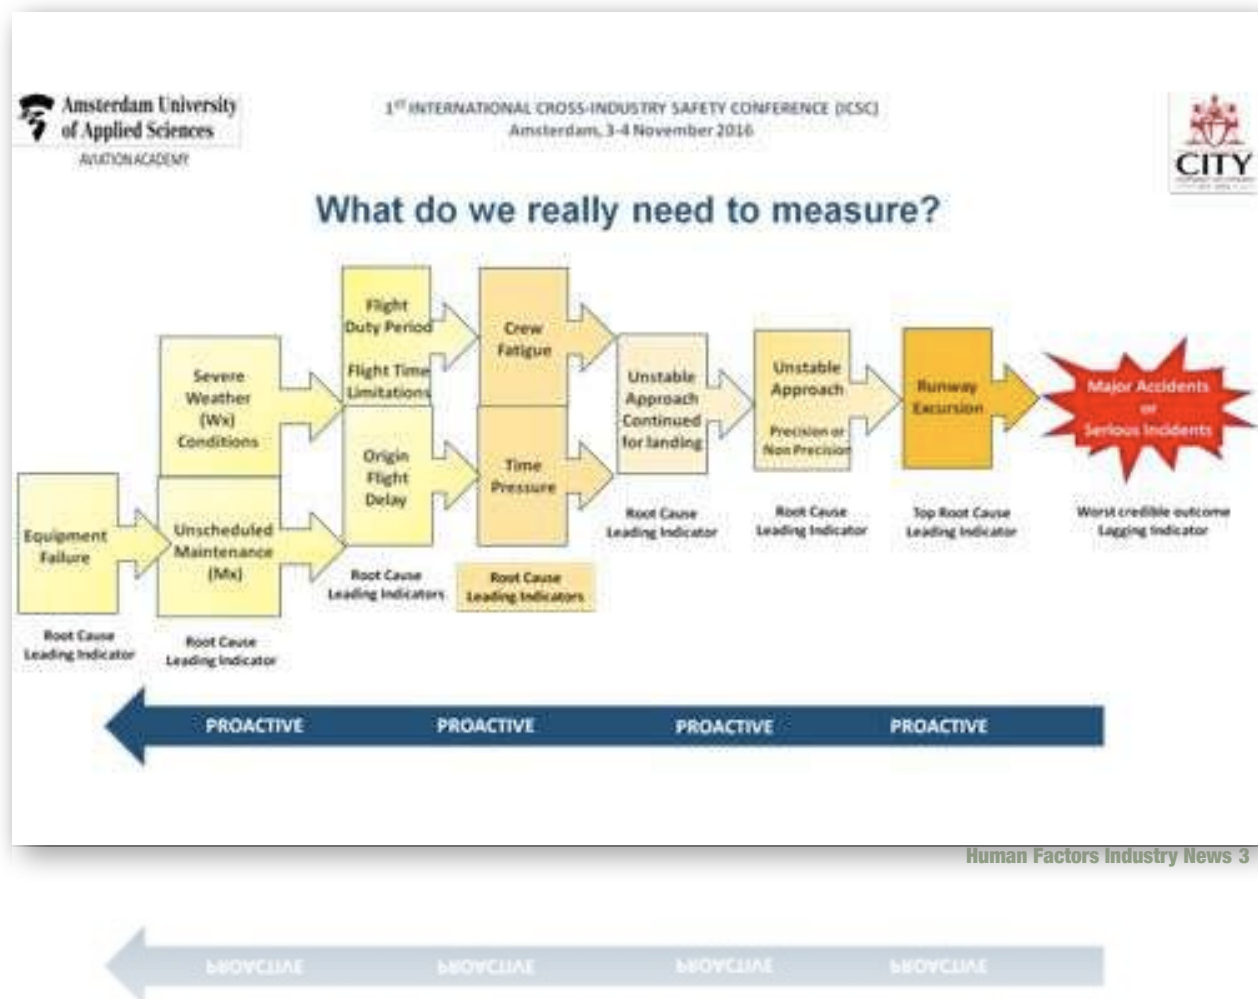 Amsterdam University
of Applied Sciences
AVIATION ACADEMY
1ST INTERNATIONAL CROSS-INDUSTRY SAFETY CONFERENCE (ICSC)
Amsterdam, 3-4 November 2016
CITY
What do we really need to measure?
Equipment
Failure
Root Cause
Leading Indicator
Severe
Weather
(Wx)
Conditions
Unscheduled
Maintenance
(Mx)
Root Cause
Leading Indicator
Flight
Duty Period
Flight Time
Limitations
Origin
Flight
Delay
Root Cause
Leading Indicators
Crew
Fatigue
Time
Pressure
Root Cause
Leading Indicators
Unstable
Approach
Continued
for landing
Root Cause
Leading Indicator
Unstable
Approach
Precision or
Non Precision
Root Cause
Leading Indicator
Runway
Excursion
Top Root Cause
Leading Indicator
Major Accidents
or
Serious Incidents
Worst credible outcome
Lagging Indicator
PROACTIVE PROACTIVE PROACTIVE PROACTIVE
Human Factors Industry News 3
PROACTIVE PROACTIVE PROACTIVE PROACTIVE